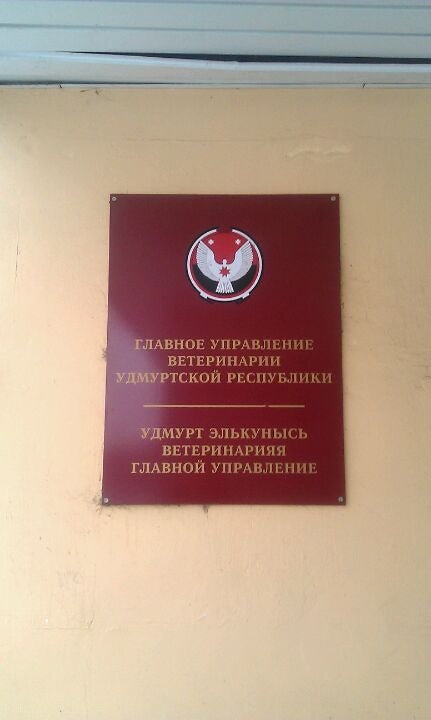 ГЛАВНОЕ УПРАВЛЕНИЕ
ВЕТЕРИНАРИИ
УДМУРТСКОЙ РЕСПУБЛИКИ
УДМУРТ ЭЛЬКУНЫСЬ
ВЕТЕРИНАРИЯЯ
ГЛАВНОЙ УПРАВЛЕНИЕ